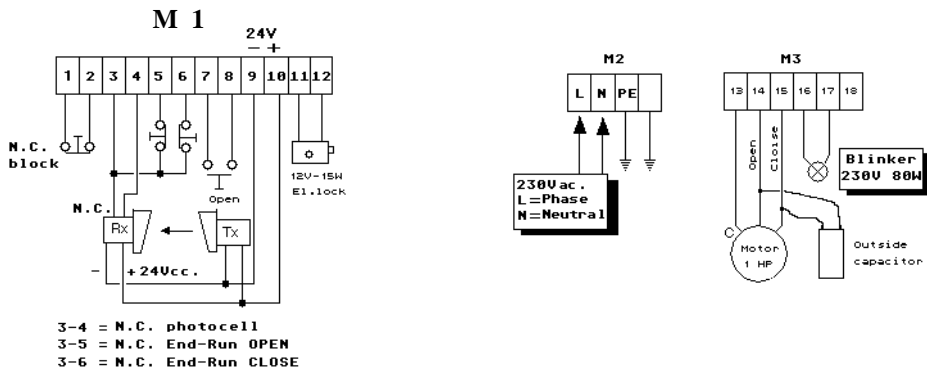 M 1
24V
- +
1 2 3 4 5 6 7 8 9 10 11 12
N.C.
block
12V-15W
El.lock
Open
N.C.
Rx
Tx
- +24Vcc.
3-4 = N.C. photocell
3-5 = N.C. End-Run OPEN
3-6 = N.C. End-Run CLOSE
M2
L N PE
230Vac.
L=Phase
N=Neutral
M3
13 14 15 16 17 18
Open
Cloise
Blinker
230V 80W
C
Motor
1 HP
Outside
capacitor